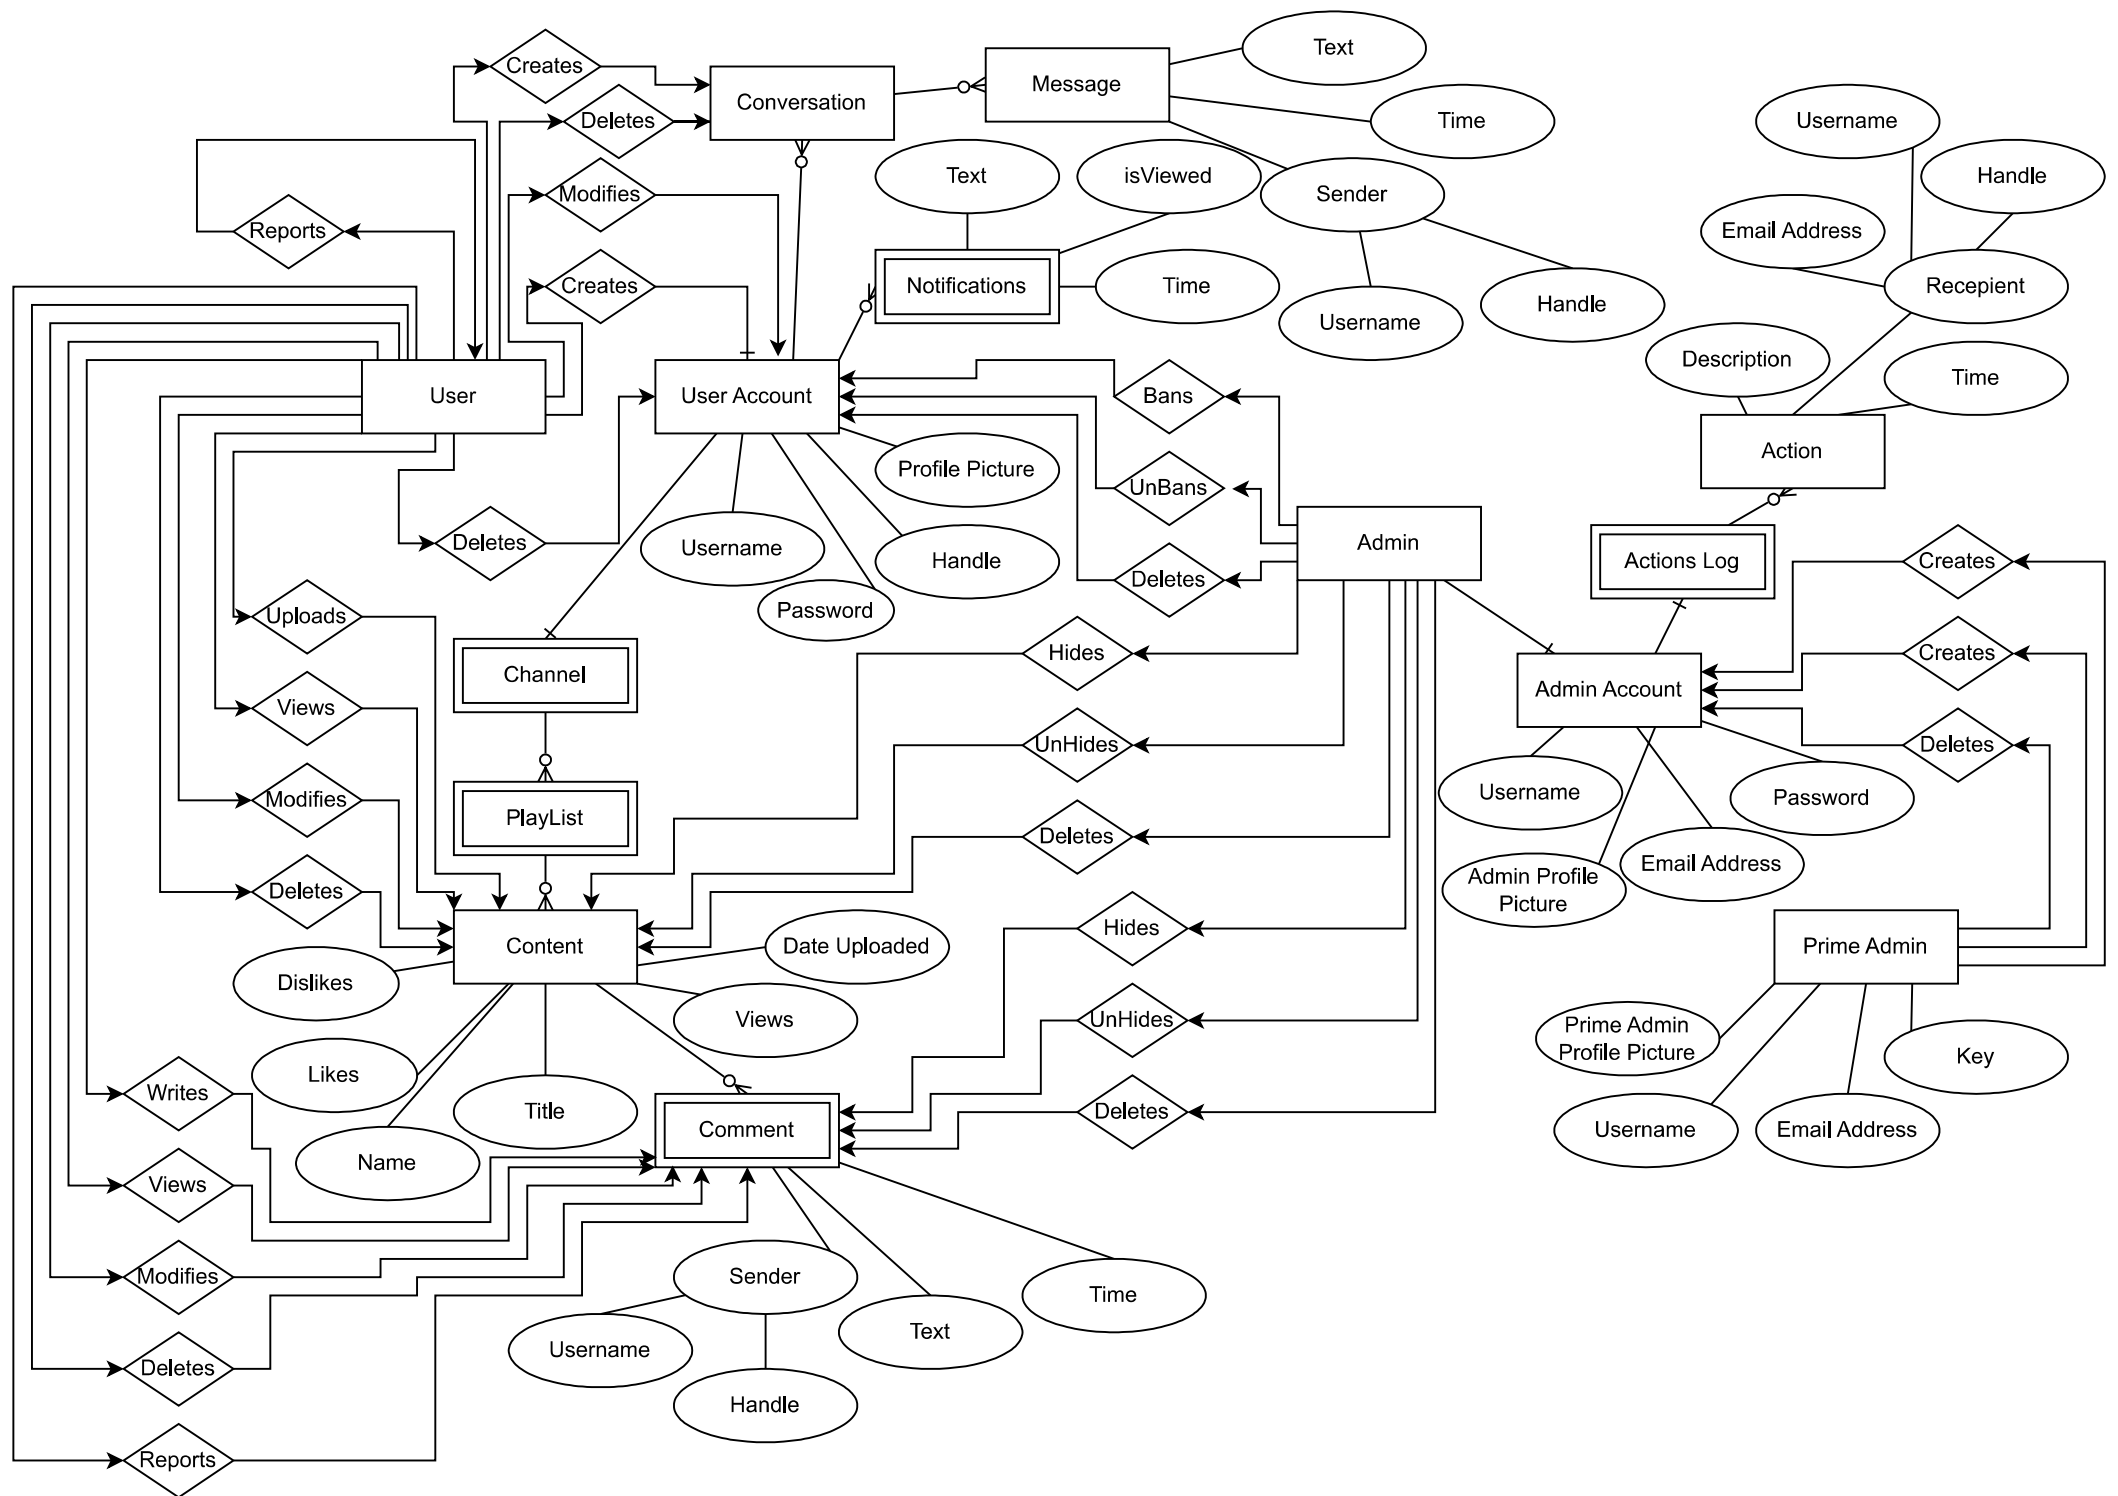 Text
Creates
Message
Conversation
Time
Deletes
Username
Text
isViewed
Handle
Modifies
Sender
Reports
Email Address
Creates
Notifications
Time
Recepient
Handle
Username
Description
Time
User
User Account
Bans
Action
Profile Picture
UnBans
Username
Handle
Deletes
Admin
Actions Log
Creates
Deletes
Password
Uploads
Hides
Creates
Channel
Admin Account
Views
UnHides
Deletes
Username
Password
Modifies
PlayList
Deletes
Email Address
Admin Profile
Picture
Deletes
Hides
Content
Date Uploaded
Prime Admin
Dislikes
Views
UnHides
Prime Admin
Profile Picture
Key
Likes
Writes
Title
Deletes
Comment
Username
Email Address
Name
Views
Modifies
Sender
Time
Text
Username
Deletes
Handle
Reports